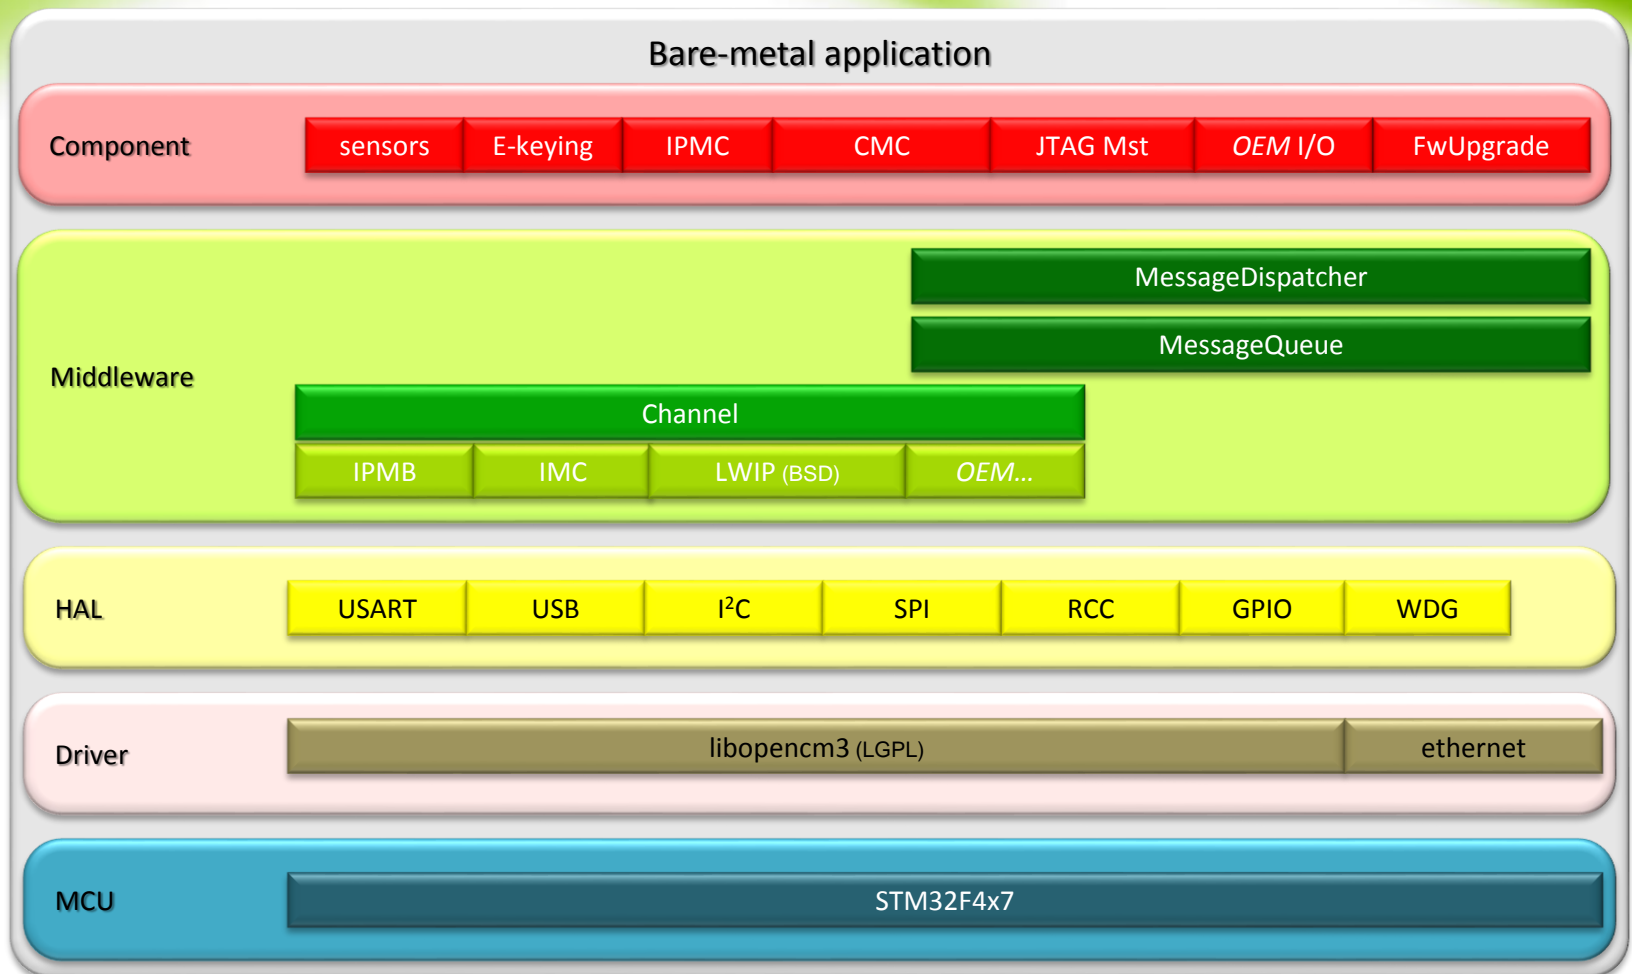 Bare-metal application
Component
sensors E-keying IPMC CMC JTAG Mst OEM I/O FwUpgrade
MessageDispatcher
MessageQueue
Middleware
Channel
IPMB IMC LWIP (BSD) OEM...
HAL
USART USB I²C SPI RCC GPIO WDG
Driver
libopencm3 (LGPL) ethernet
MCU
STM32F4x7